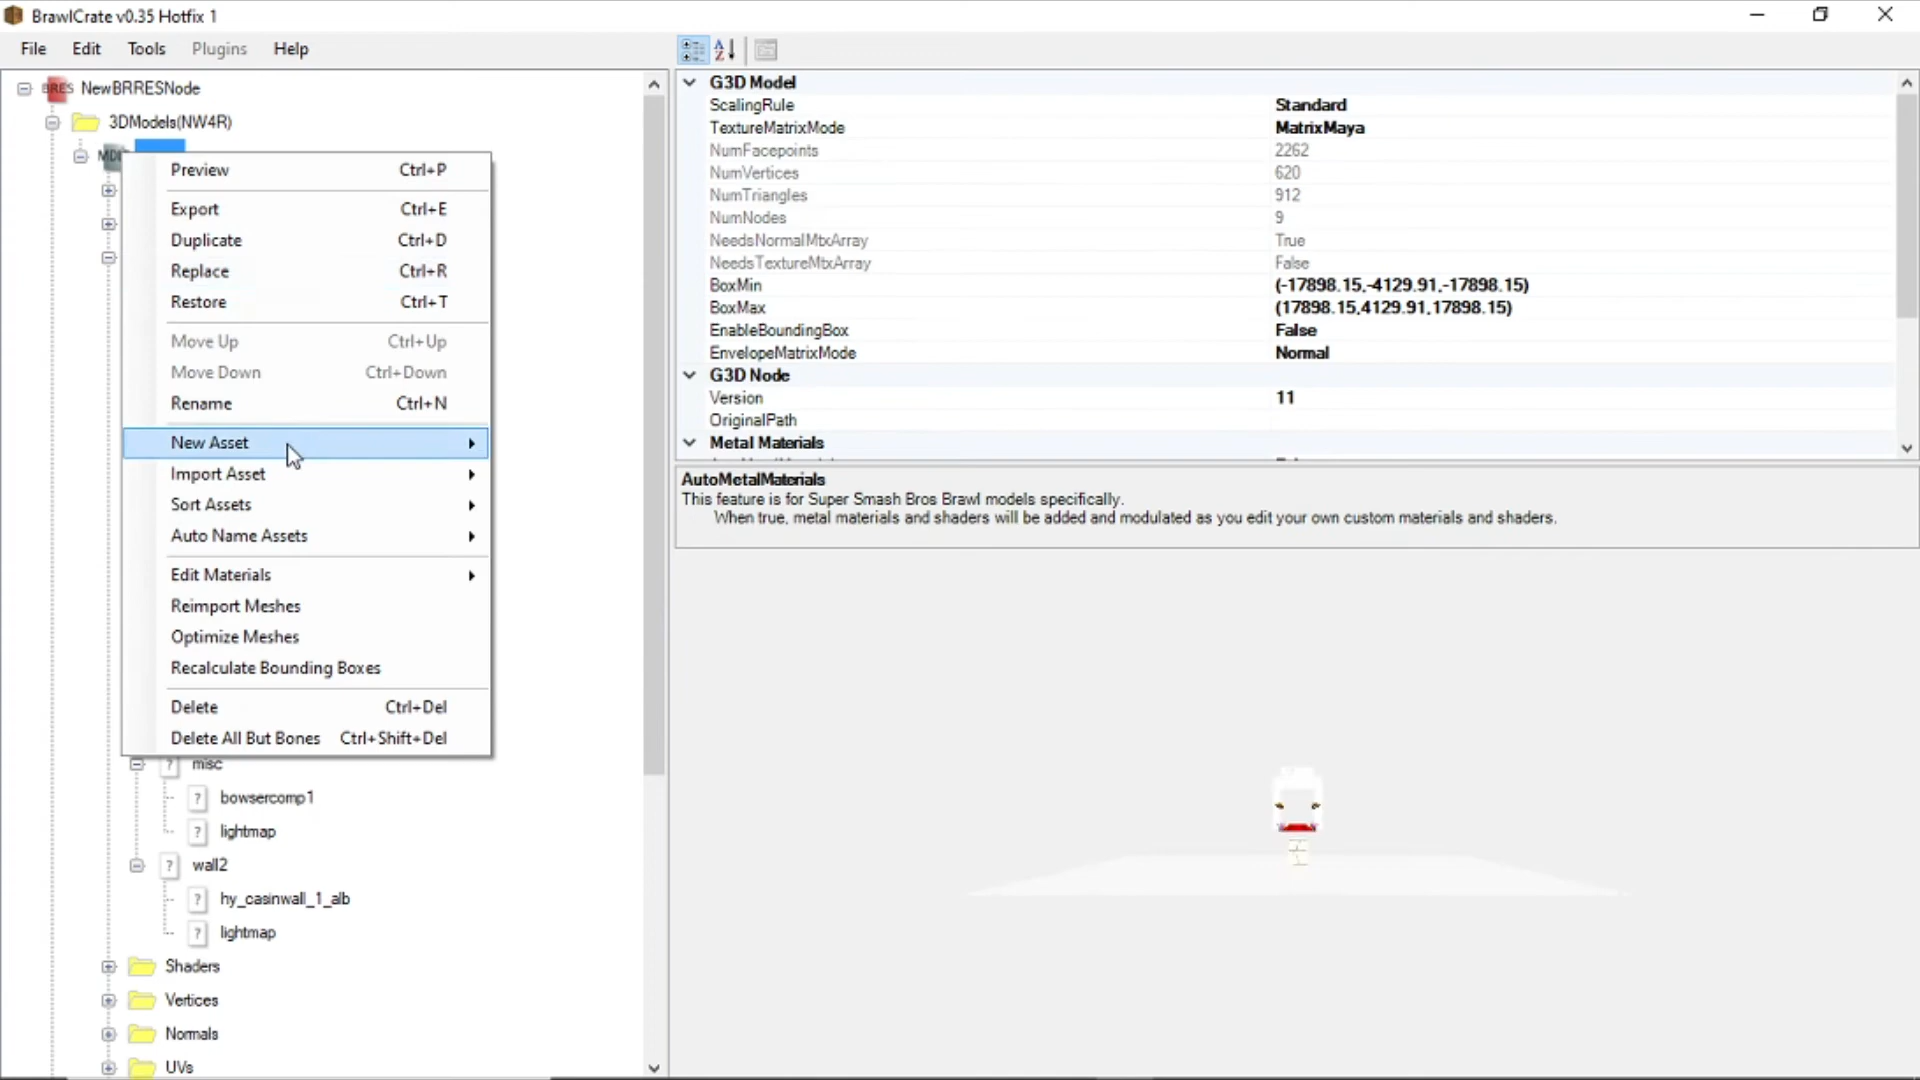 BrawlCrate v0.35 Hotfix 1
File Edit Tools Plugins Help
BRES NewBRRESNode
3DModels(NW4R)
Preview Ctrl+P
Export Ctrl+E
Duplicate Ctrl+D
Replace Ctrl+R
Restore Ctrl+T
Move Up Ctrl+Up
Move Down Ctrl+Down
Rename Ctrl+N
New Asset
Import Asset
Sort Assets
Auto Name Assets
Edit Materials
Reimport Meshes
Optimize Meshes
Recalculate Bounding Boxes
Delete Ctrl+Del
Delete All But Bones Ctrl+Shift+Del
misc
bowsercomp1
lightmap
wall2
hy_casinwall_1_alb
lightmap
Shaders
Vertices
Normals
UVs
G3D Model
ScalingRule Standard
TextureMatrixMode MatrixMaya
NumFacepoints 2262
NumVertices 620
NumTriangles 912
NumNodes 9
NeedsNormalMtxArray True
NeedsTextureMtxArray False
BoxMin (-17898.15,-4129.91,-17898.15)
BoxMax (17898.15,4129.91,17898.15)
EnableBoundingBox False
EnvelopeMatrixMode Normal
G3D Node
Version 11
OriginalPath
Metal Materials
AutoMetalMaterials
This feature is for Super Smash Bros Brawl models specifically.
When true, metal materials and shaders will be added and modulated as you edit your own custom materials and shaders.